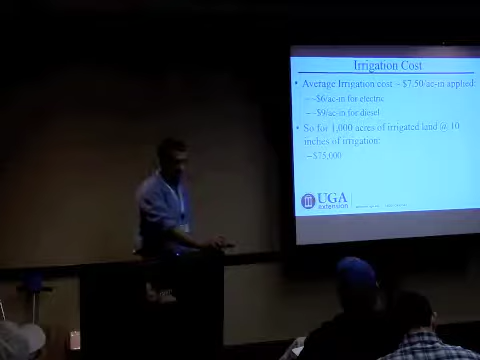 Irrigation Cost
• Average Irrigation cost ~ $7.50/ac-in applied:
–~$6/ac-in for electric
–~$9/ac-in for diesel
• So for 1,000 acres of irrigated land @ 10
inches of irrigation:
–$75,000
UGA
extension